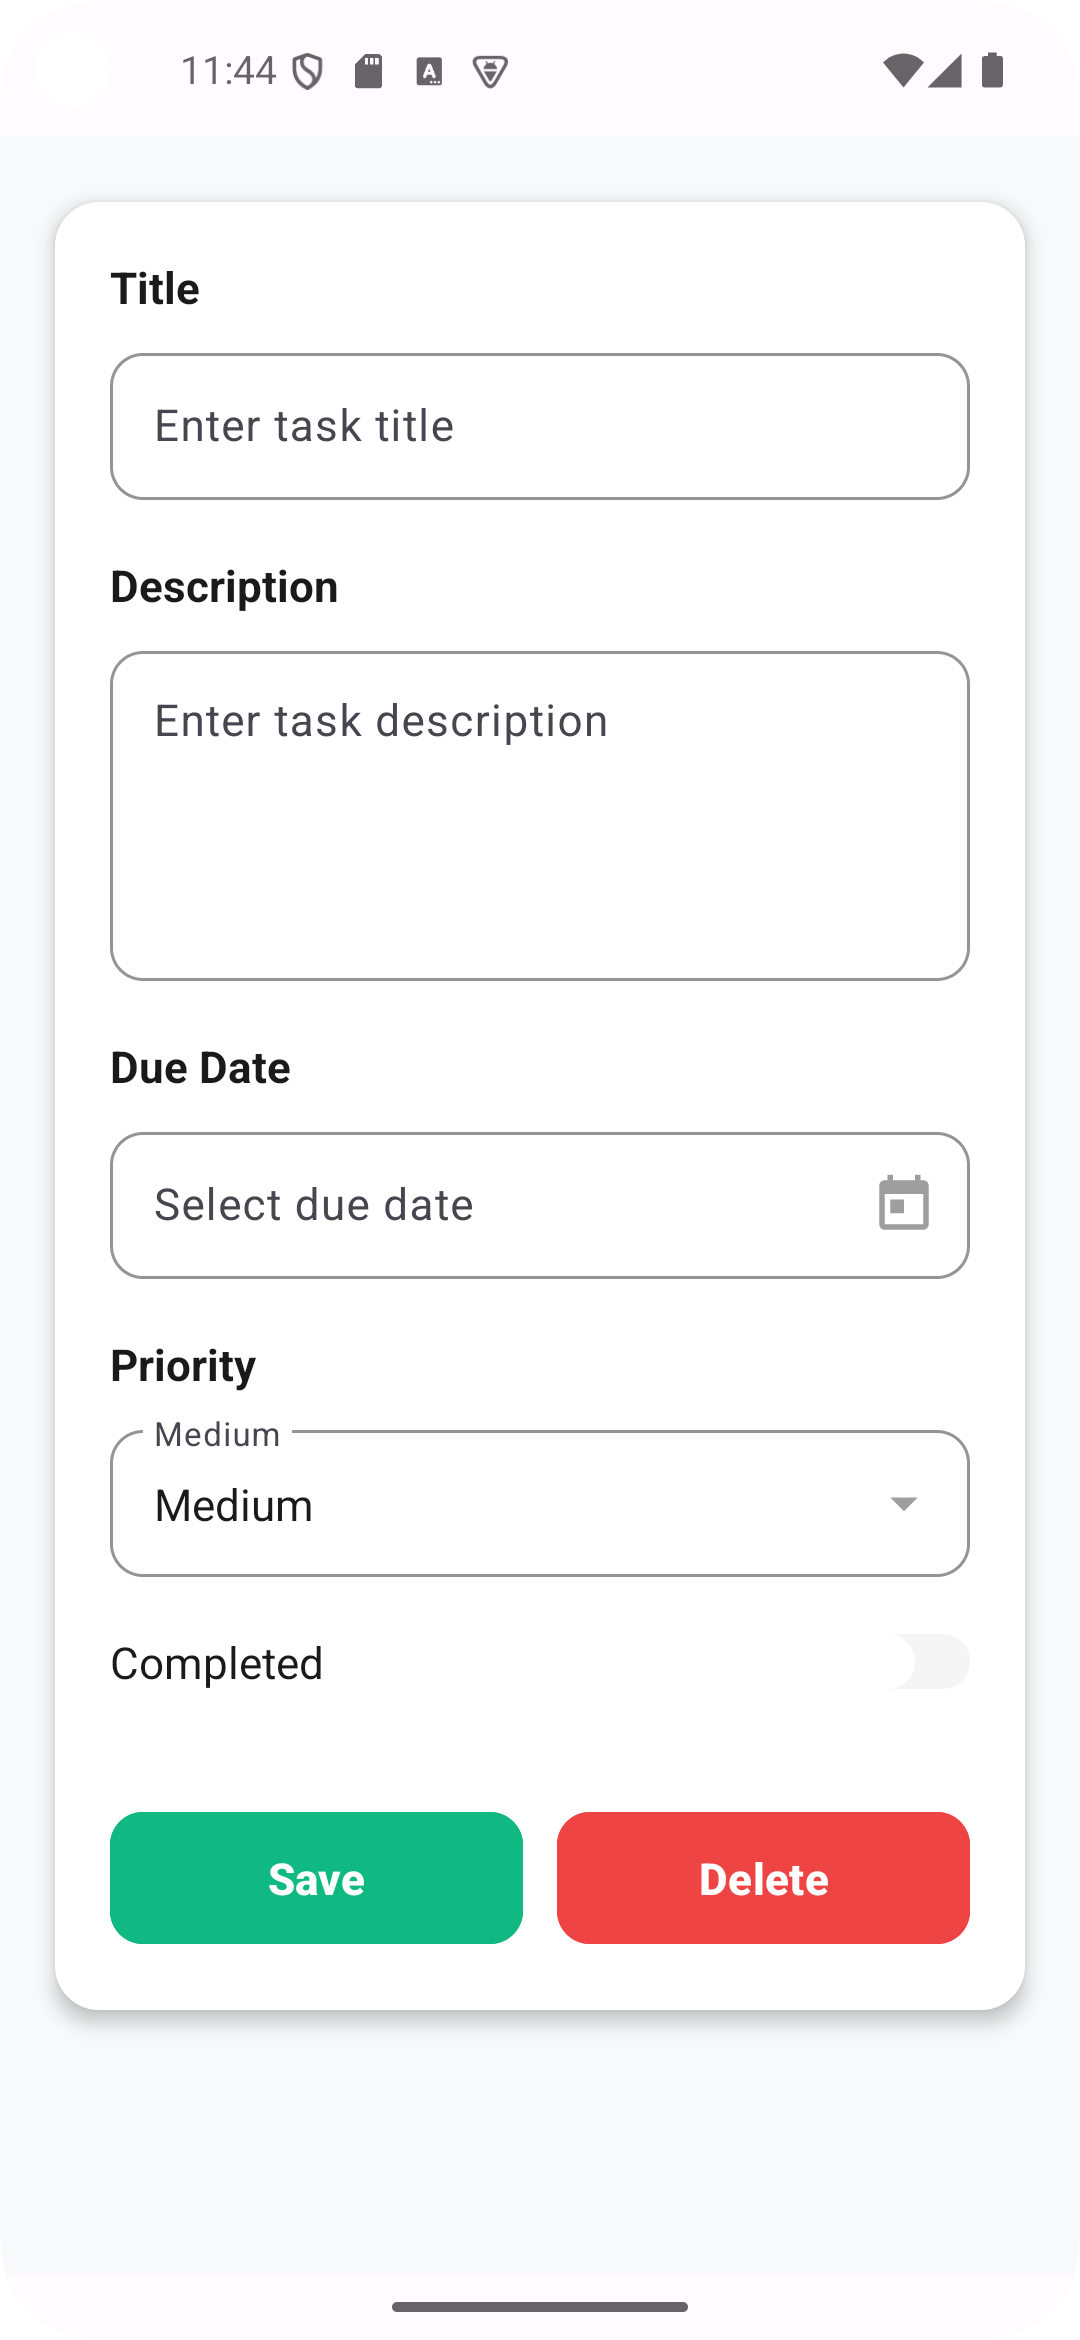 11:44
Title
Enter task title
Description
Enter task description
Due Date
Select due date
Priority
Medium
Medium
Completed
Save Delete